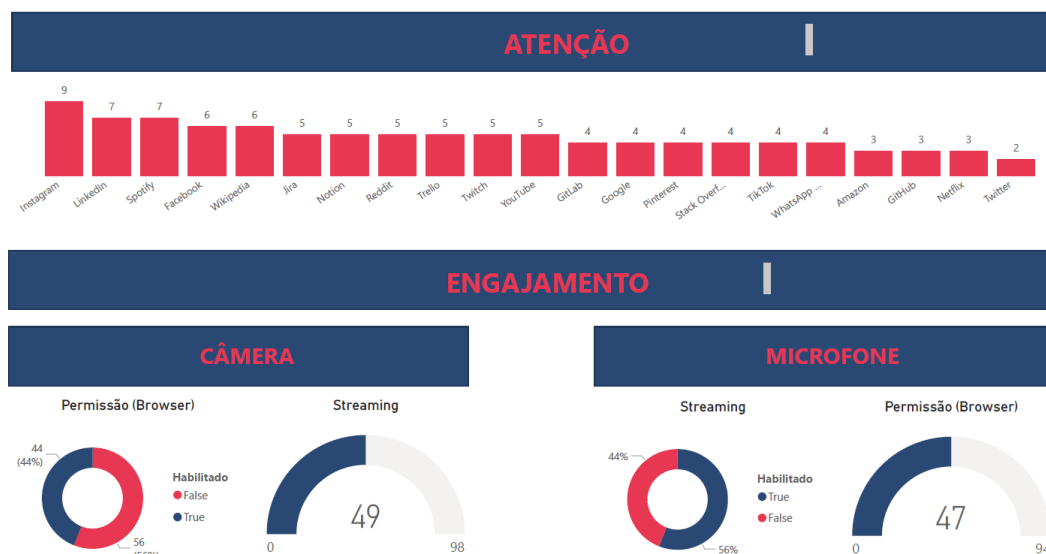 ATENÇÃO
9 7 7 6 6 5 5 5 5 5 5 4 4 4 4 4 4 3 3 3 2
Instagram LinkedIn Spotify Facebook Wikipedia Jira Notion Reddit Trello Twitch YouTube GitLab Google Pinterest Stack Overf... TikTok WhatsApp ... Amazon GitHub Netflix Twitter
ENGAJAMENTO
CÂMERA
Permissão (Browser)
44
(44%)
Habilitado
False
True
56
(56%)
Streaming
49
0 98
MICROFONE
Streaming
44%
Habilitado
True
False
56%
Permissão (Browser)
47
0 94